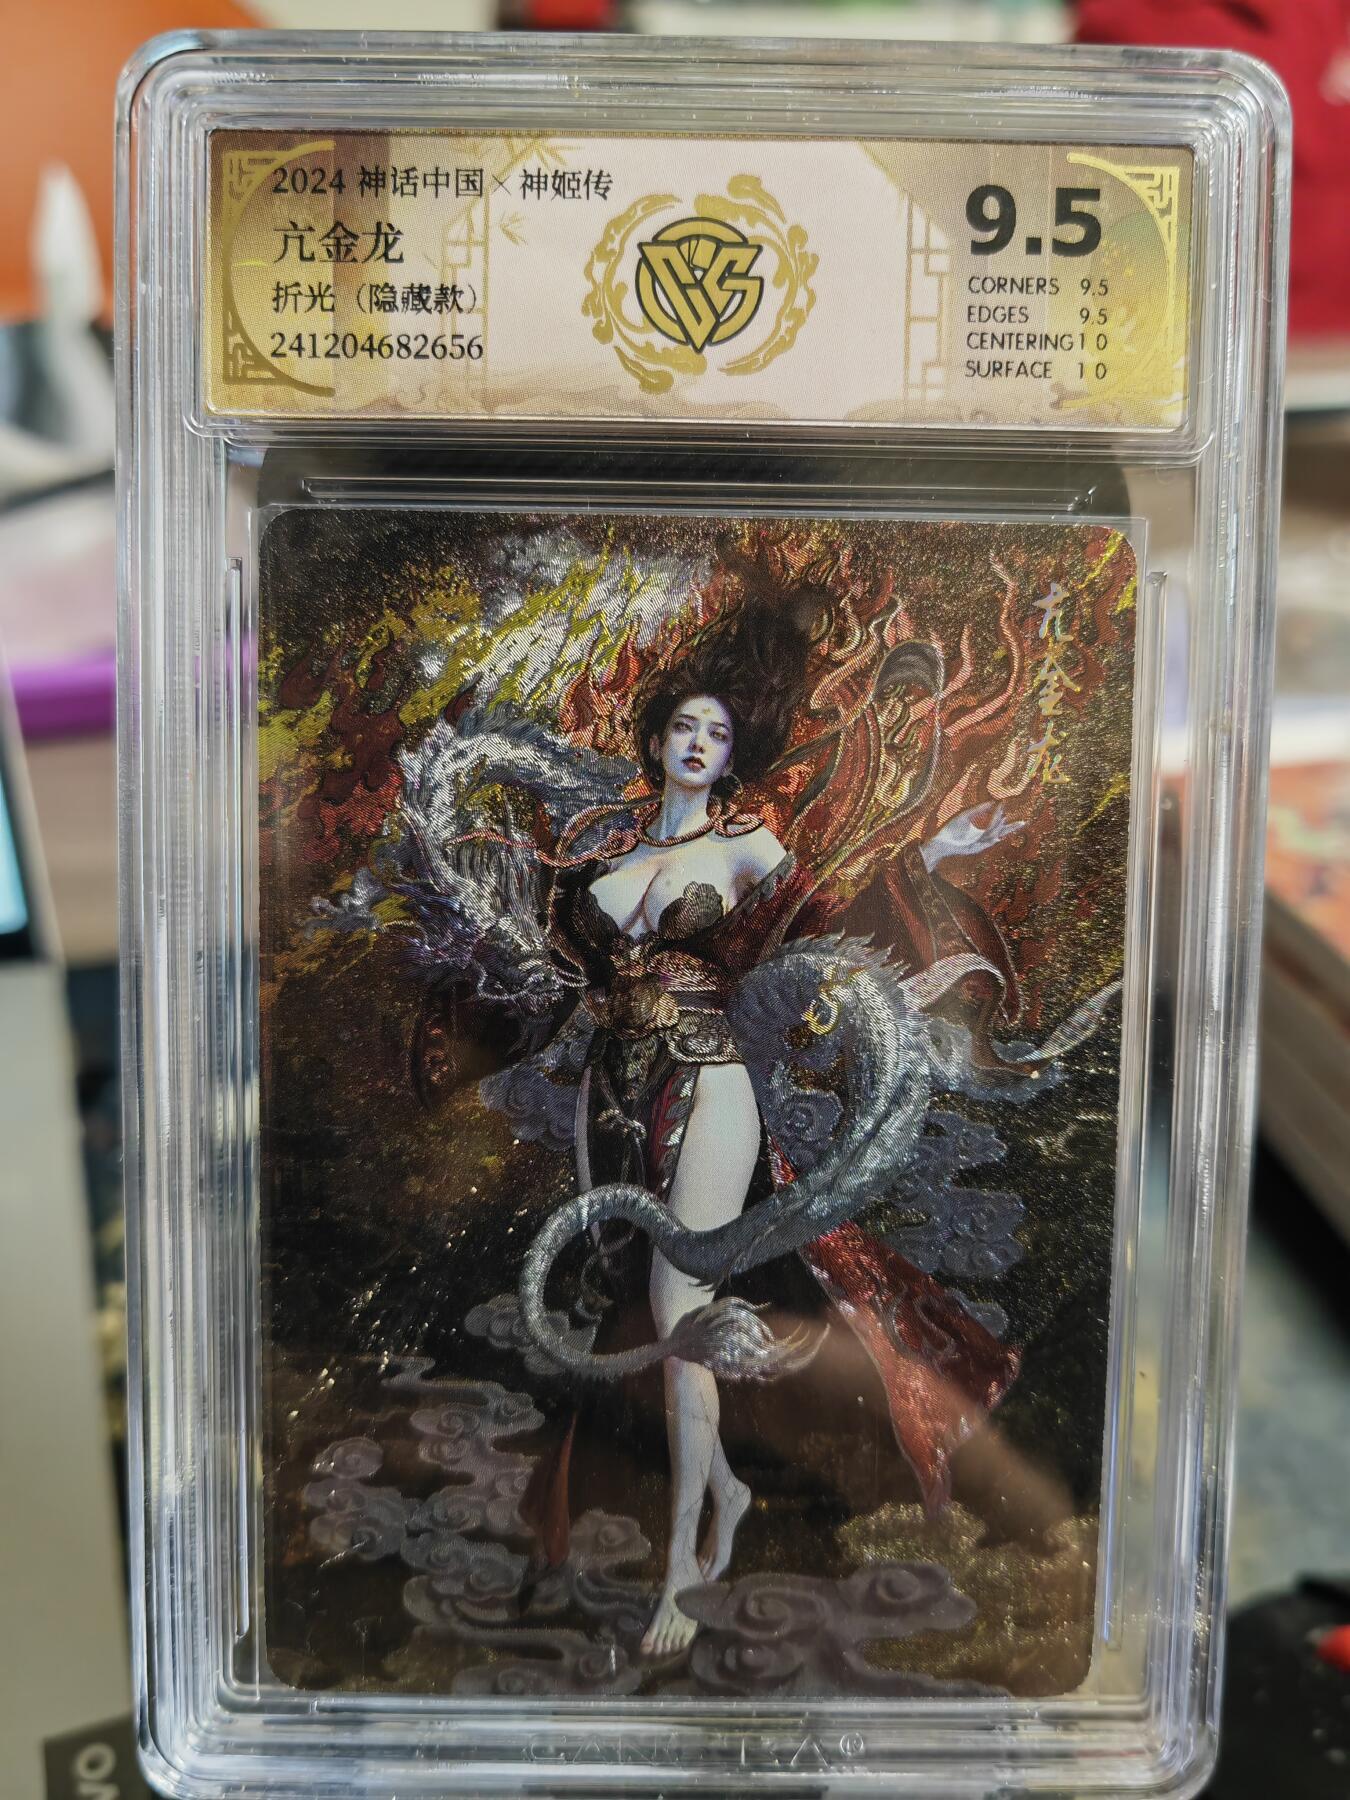 2024 神话中国×神姬传
亢金龙
折光（隐藏款）
241204682656
9.5
CORNERS 9.5
EDGES 9.5
CENTERING 10
SURFACE 10
亢金龙